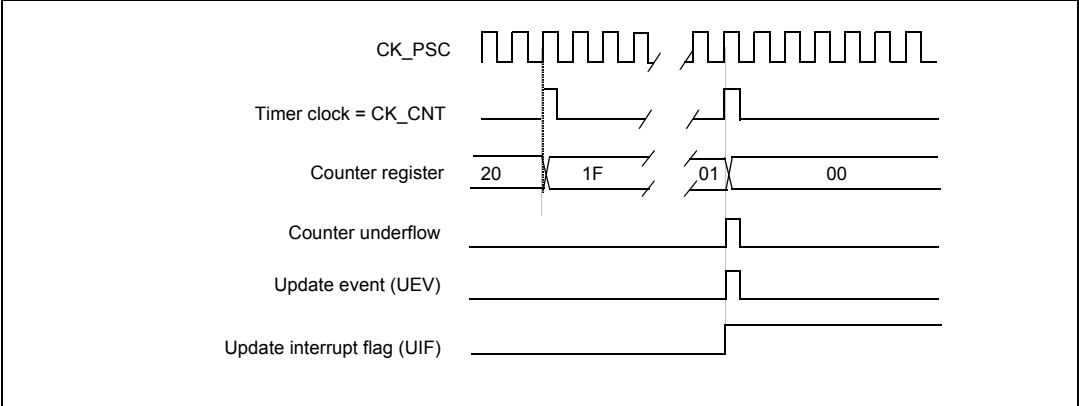 CK_PSC
Timer clock = CK_CNT
Counter register 20 1F 01 00
Counter underflow
Update event (UEV)
Update interrupt flag (UIF)